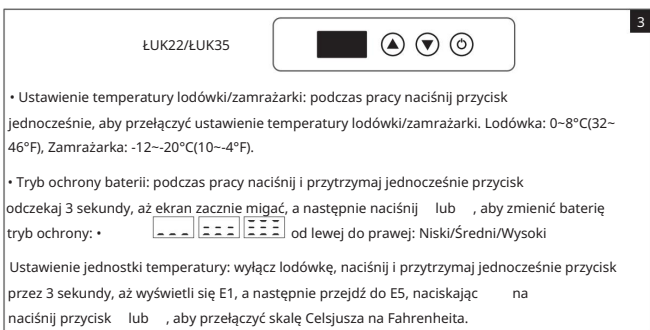 3
ŁUK22/ŁUK35
• Ustawienie temperatury lodówki/zamrażarki: podczas pracy naciśnij przycisk
jednocześnie, aby przełączyć ustawienie temperatury lodówki/zamrażarki. Lodówka: 0~8°C(32~
46°F), Zamrażarka: -12~-20°C(10~-4°F).
• Tryb ochrony baterii: podczas pracy naciśnij i przytrzymaj jednocześnie przycisk
odczekaj 3 sekundy, aż ekran zacznie migać, a następnie naciśnij lub , aby zmienić baterię
tryb ochrony: • od lewej do prawej: Niski/Średni/Wysoki
Ustawienie jednostki temperatury: wyłącz lodówkę, naciśnij i przytrzymaj jednocześnie przycisk
przez 3 sekundy, aż wyświetli się E1, a następnie przejdź do E5, naciskając na
naciśnij przycisk lub , aby przełączyć skalę Celsjusza na Fahrenheita.